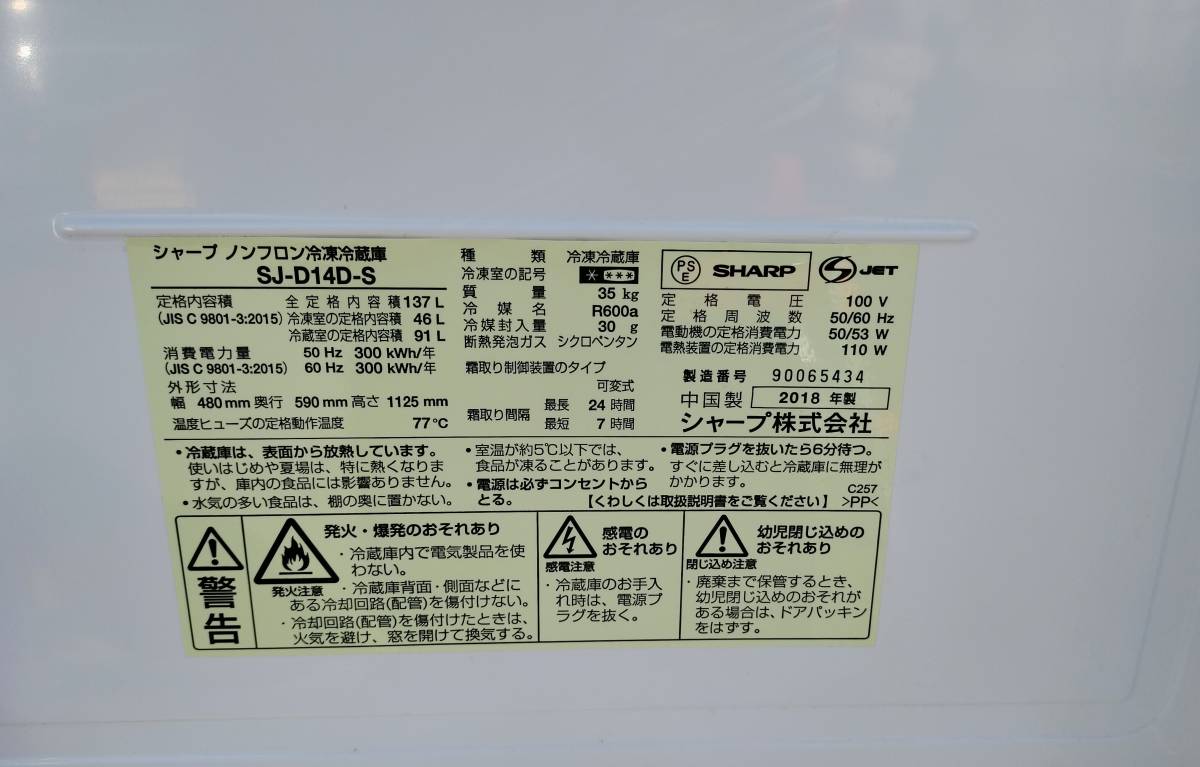 シャープ ノンフロン冷凍冷蔵庫
SJ-D14D-S
定格内容積 全定格内容積 137 L
(JIS C 9801-3:2015) 冷凍室の定格内容積 46 L
冷蔵室の定格内容積 91 L
消費電力量 50 Hz 300 kWh/年
(JIS C 9801-3:2015) 60 Hz 300 kWh/年
外形寸法
幅 480 mm 奥行 590 mm 高さ 1125 mm
温度ヒューズの定格動作温度 77℃
種類 冷凍冷蔵庫
冷凍室の記号 * ***
質量 35 kg
冷媒名 R600a
冷媒封入量 30 g
断熱発泡ガス シクロペンタン
霜取り制御装置のタイプ
可変式
霜取り間隔 最長 24 時間
最短 7 時間
PSE SHARP JET
定格電圧 100 V
定格周波数 50/60 Hz
電動機の定格消費電力 50/53 W
電熱装置の定格消費電力 110 W
製造番号 90065434
中国製 2018 年製
シャープ株式会社
・冷蔵庫は、表面から放熱しています。
使いはじめや夏場は、特に熱くなりま
すが、庫内の食品には影響ありません。
・水気の多い食品は、棚の奥に置かない。
・室温が約5℃以下では、
食品が凍ることがあります。
・電源は必ずコンセントから
とる。
・電源プラグを抜いたら6分待つ。
すぐに差し込むと冷蔵庫に無理が
かかります。
C257
【くわしくは取扱説明書をご覧ください】 >PP<
警告
発火・爆発のおそれあり
発火注意
・冷蔵庫内で電気製品を使
わない。
・冷蔵庫背面・側面などに
ある冷却回路(配管)を傷付けない。
・冷却回路(配管)を傷付けたときは、
火気を避け、窓を開けて換気する。
感電の
おそれあり
感電注意
・冷蔵庫のお手入
れ時は、電源プ
ラグを抜く。
幼児閉じ込めの
おそれあり
閉じ込め注意
・廃棄まで保管するとき、
幼児閉じ込めのおそれが
ある場合は、ドアパッキン
をはずす。